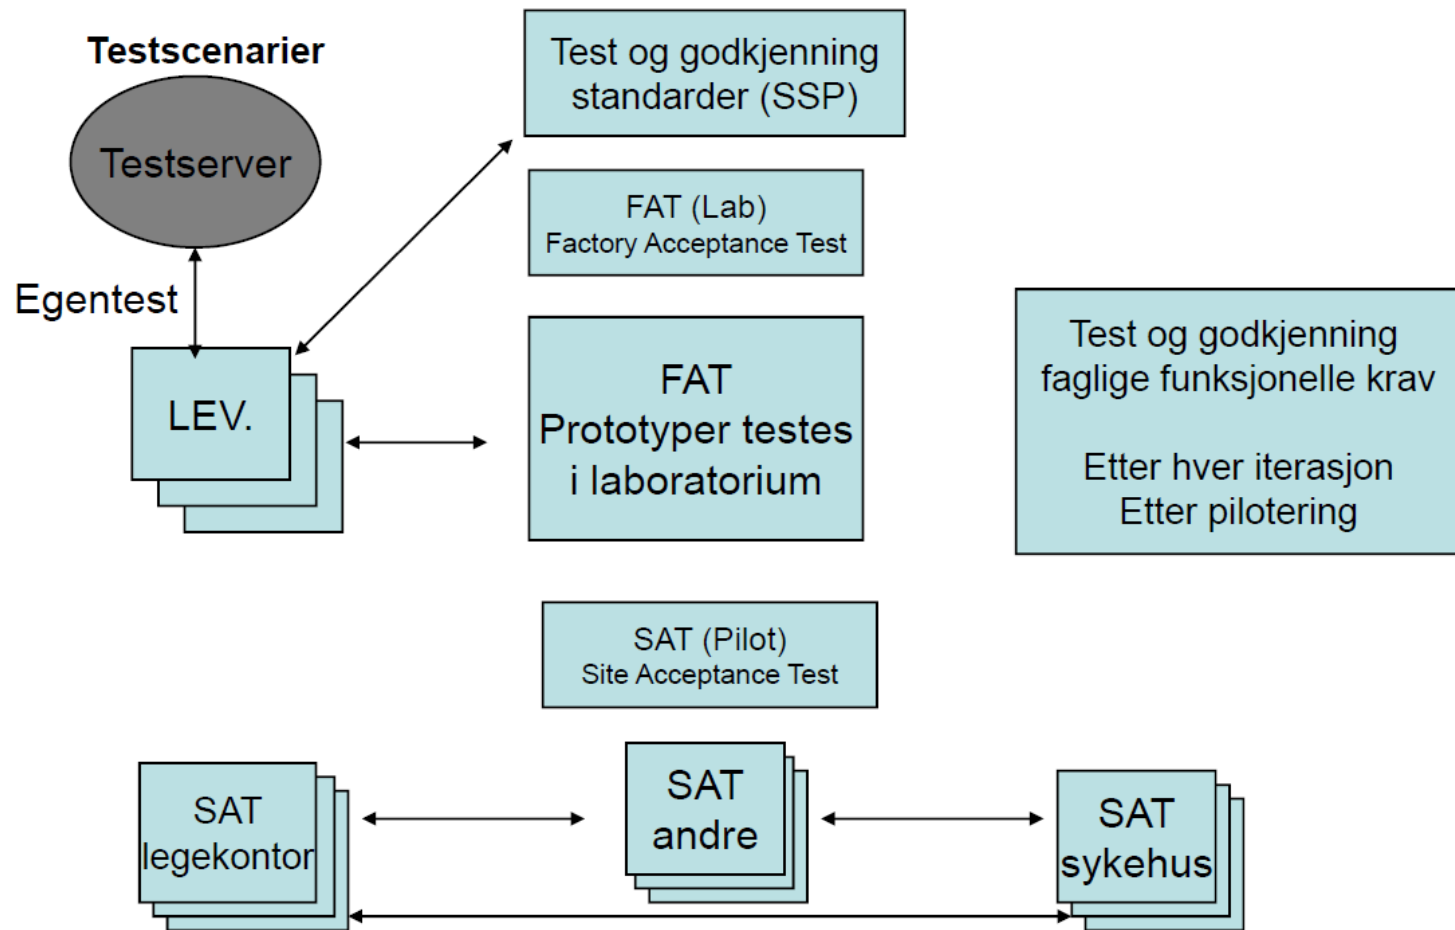 Testscenarier
Testserver
Egentest
LEV.
Test og godkjenning
standarder (SSP)
FAT (Lab)
Factory Acceptance Test
FAT
Prototyper testes
i laboratorium
Test og godkjenning
faglige funksjonelle krav
Etter hver iterasjon
Etter pilotering
SAT (Pilot)
Site Acceptance Test
SAT
legekontor
SAT
andre
SAT
sykehus